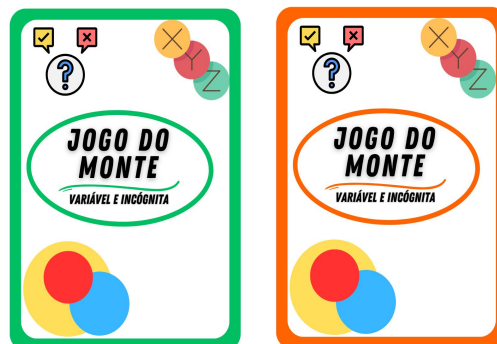 ?
X
Y
Z
JOGO DO
MONTE
VARIÁVEL E INCÓGNITA
?
X
Y
Z
JOGO DO
MONTE
VARIÁVEL E INCÓGNITA